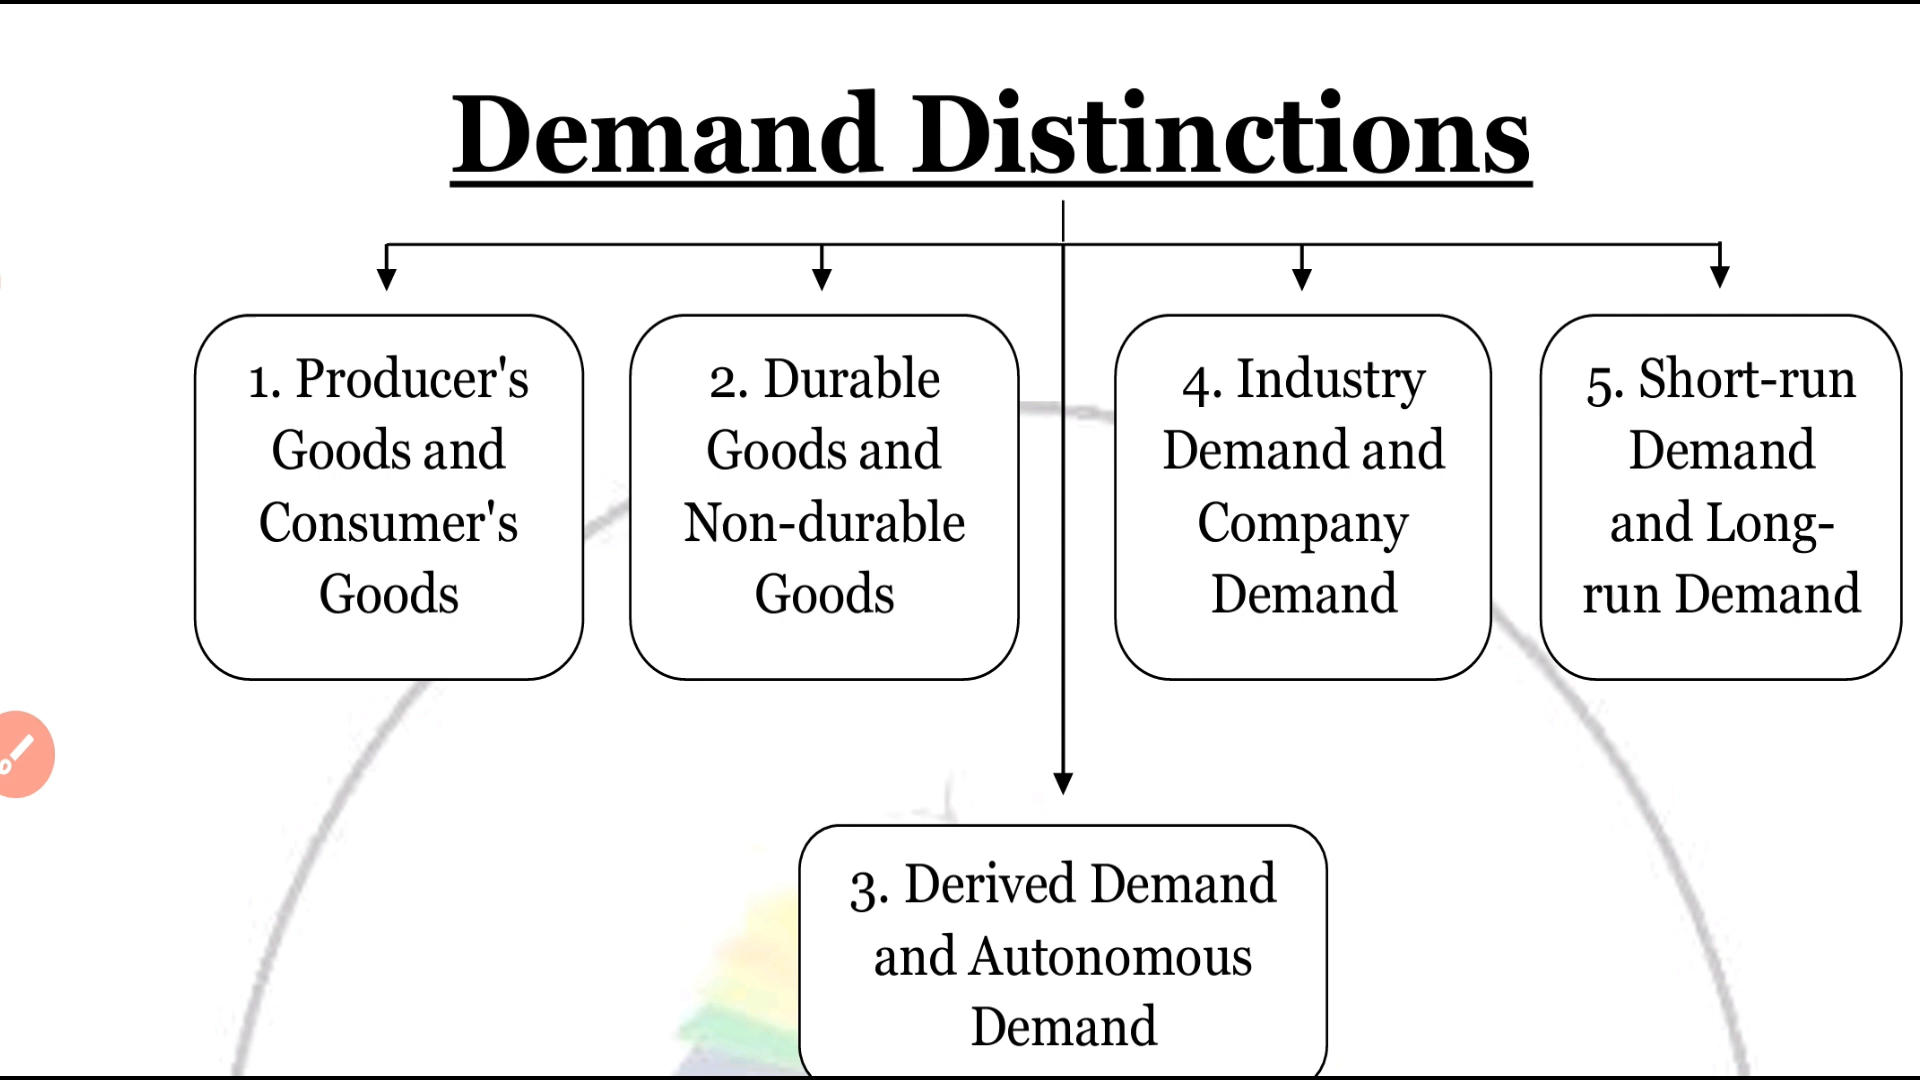 Demand Distinctions
1. Producer's
Goods and
Consumer's
Goods
2. Durable
Goods and
Non-durable
Goods
4. Industry
Demand and
Company
Demand
5. Short-run
Demand
and Long-
run Demand
3. Derived Demand
and Autonomous
Demand